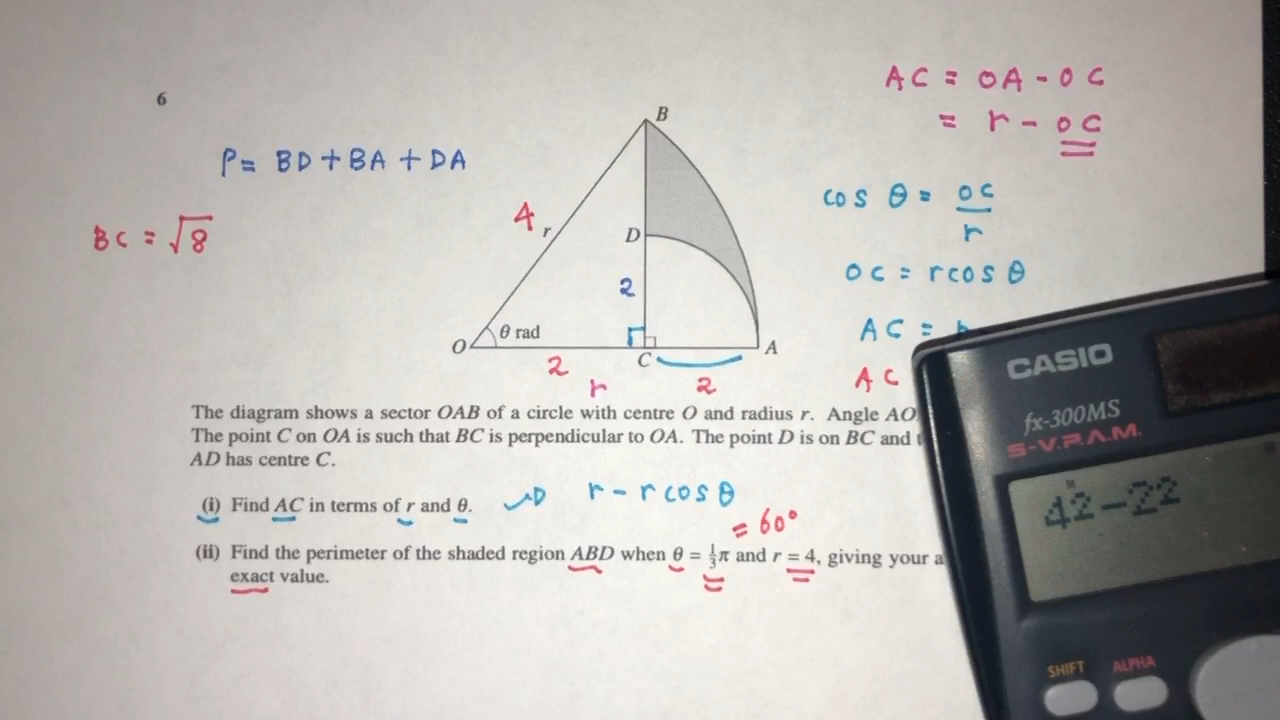 6
AC = OA - OC
= r - OC
P = BD + BA + DA
BC = √8
cos θ = OC
r
OC = r cos θ
AC =
AC
B
4
r
D
2
θ rad
O
C
A
2
r
2
The diagram shows a sector OAB of a circle with centre O and radius r. Angle AO
The point C on OA is such that BC is perpendicular to OA. The point D is on BC and
AD has centre C.
(i) Find AC in terms of r and θ.
r - r cos θ
= 60°
(ii) Find the perimeter of the shaded region ABD when θ = ⅓π and r = 4, giving your a
exact value.
CASIO
fx-300MS
S-V.P.A.M.
42-22
SHIFT ALPHA